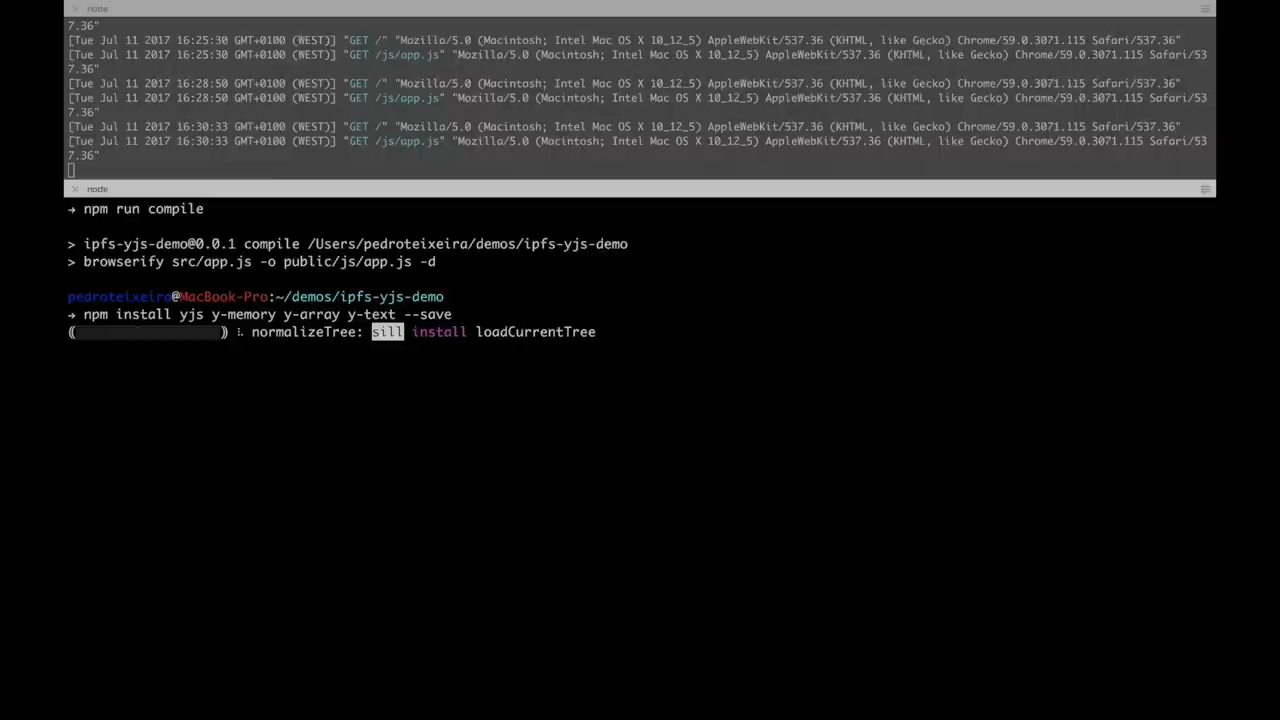 node
7.36"
[Tue Jul 11 2017 16:25:30 GMT+0100 (WEST)] "GET /" "Mozilla/5.0 (Macintosh; Intel Mac OS X 10_12_5) AppleWebKit/537.36 (KHTML, like Gecko) Chrome/59.0.3071.115 Safari/537.36"
[Tue Jul 11 2017 16:25:30 GMT+0100 (WEST)] "GET /js/app.js" "Mozilla/5.0 (Macintosh; Intel Mac OS X 10_12_5) AppleWebKit/537.36 (KHTML, like Gecko) Chrome/59.0.3071.115 Safari/53
7.36"
[Tue Jul 11 2017 16:28:50 GMT+0100 (WEST)] "GET /" "Mozilla/5.0 (Macintosh; Intel Mac OS X 10_12_5) AppleWebKit/537.36 (KHTML, like Gecko) Chrome/59.0.3071.115 Safari/537.36"
[Tue Jul 11 2017 16:28:50 GMT+0100 (WEST)] "GET /js/app.js" "Mozilla/5.0 (Macintosh; Intel Mac OS X 10_12_5) AppleWebKit/537.36 (KHTML, like Gecko) Chrome/59.0.3071.115 Safari/53
7.36"
[Tue Jul 11 2017 16:30:33 GMT+0100 (WEST)] "GET /" "Mozilla/5.0 (Macintosh; Intel Mac OS X 10_12_5) AppleWebKit/537.36 (KHTML, like Gecko) Chrome/59.0.3071.115 Safari/537.36"
[Tue Jul 11 2017 16:30:33 GMT+0100 (WEST)] "GET /js/app.js" "Mozilla/5.0 (Macintosh; Intel Mac OS X 10_12_5) AppleWebKit/537.36 (KHTML, like Gecko) Chrome/59.0.3071.115 Safari/53
7.36"
node
→ npm run compile
> ipfs-yjs-demo@0.0.1 compile /Users/pedroteixeira/demos/ipfs-yjs-demo
> browserify src/app.js -o public/js/app.js -d
pedroteixeira@MacBook-Pro:~/demos/ipfs-yjs-demo
→ npm install yjs y-memory y-array y-text --save
(( )) ⠦ normalizeTree: sill install loadCurrentTree